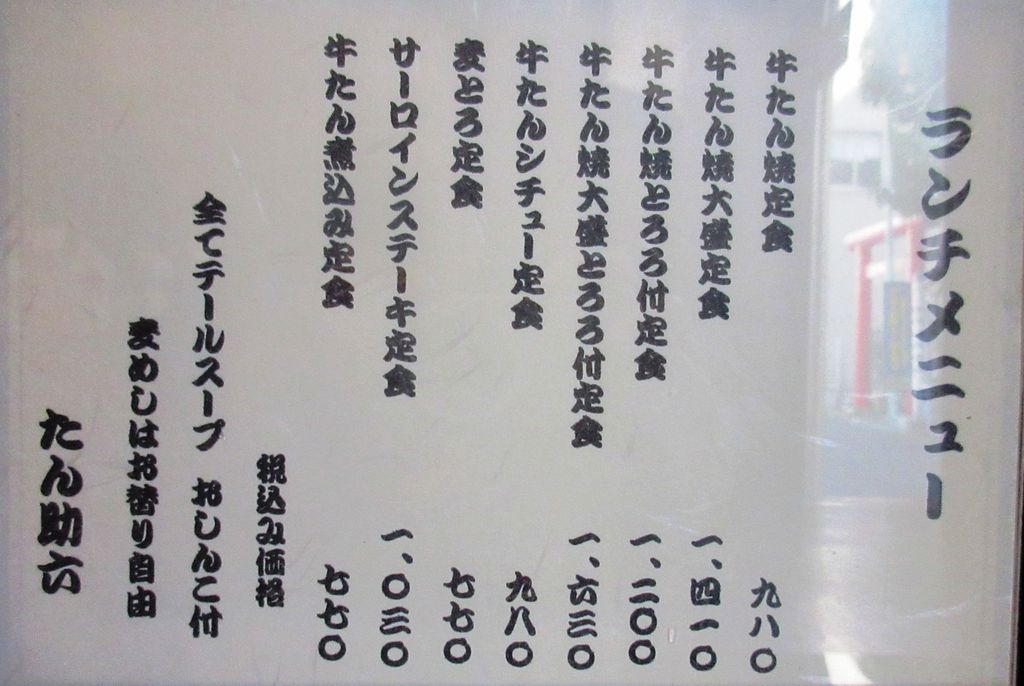 ランチメニュー
牛たん焼定食 九八〇
牛たん焼大盛定食 一、四一〇
牛たん焼とろろ付定食 一、二〇〇
牛たん焼大盛とろろ付定食 一、六三〇
牛たんシチュー定食 九八〇
麦とろ定食 七七〇
サーロインステーキ定食 一、〇三〇
牛たん煮込み定食 七七〇
税込み価格
全てテールスープ おしんこ付
麦めしはお替り自由
たん助六